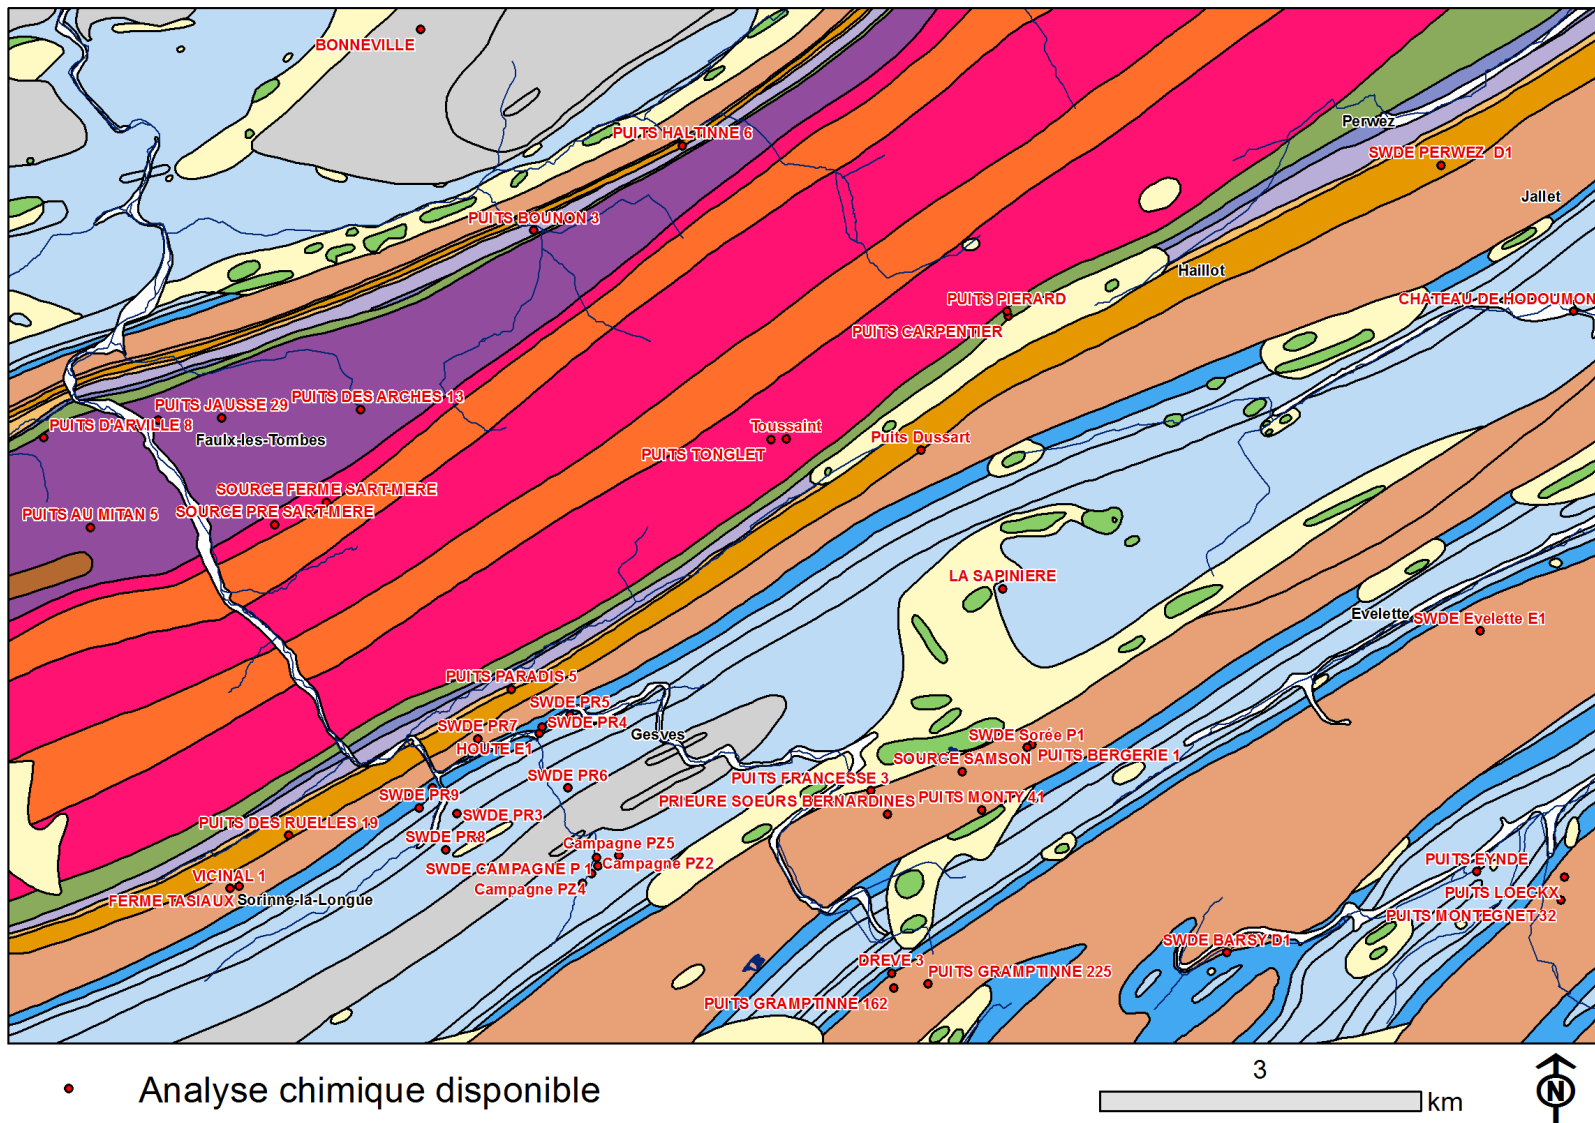 BONNEVILLE
Perwez
PUITS HALTINNE 6
SWDE PERWEZ D1
Jallet
PUITS BOUNON 3
Haillot
PUITS PIERARD
CHATEAU DE HODOUMON
PUITS CARPENTIER
PUITS DES ARCHES 13
PUITS JAUSSE 29
PUITS D'ARVILLE 8
Faulx-les-Tombes
Toussaint
Puits Dussart
PUITS TONGLET
SOURCE FERME SART-MERE
PUITS AU MITAN 5
SOURCE PRE SART-MERE
LA SAPINIERE
Evelette
SWDE Evelette E1
PUITS PARADIS 5
SWDE PR5
SWDE PR7
SWDE PR4
Gesves
SWDE Sorée P1
HOUTE E1
SOURCE SAMSON
PUITS BERGERIE 1
SWDE PR6
PUITS FRANCESSE 3
SWDE PR9
PRIEURE SOEURS BERNARDINES
PUITS MONTY 41
SWDE PR3
PUITS DES RUELLES 19
SWDE PR8
Campagne PZ5
Campagne PZ2
PUITS EYNDE
SWDE CAMPAGNE P 1
VICINAL 1
Campagne PZ4
PUITS LOECKX
FERME TASIAUX
Sorinne-la-Longue
PUITS MONTEGNET 32
SWDE BARSY D1
DREVE 3
PUITS GRAMPTINNE 225
PUITS GRAMPTINNE 162
Analyse chimique disponible
3
km
N